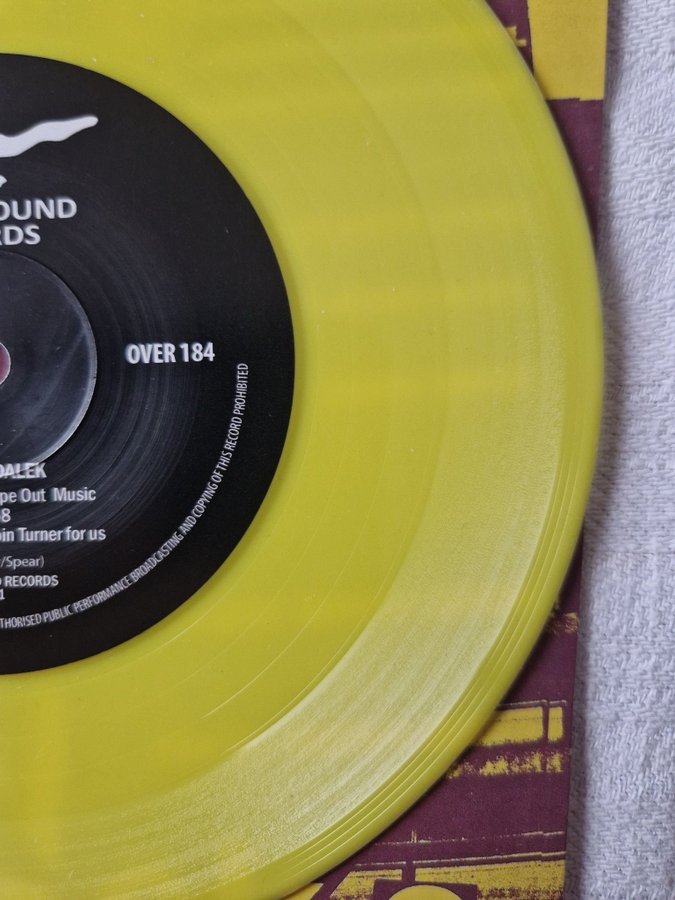 OUND
RDS
OVER 184
DALEK
pe Out Music
8
bin Turner for us
/Spear)
D RECORDS
1
THORISED PUBLIC PERFORMANCE BROADCASTING AND COPYING OF THIS RECORD PROHIBITED